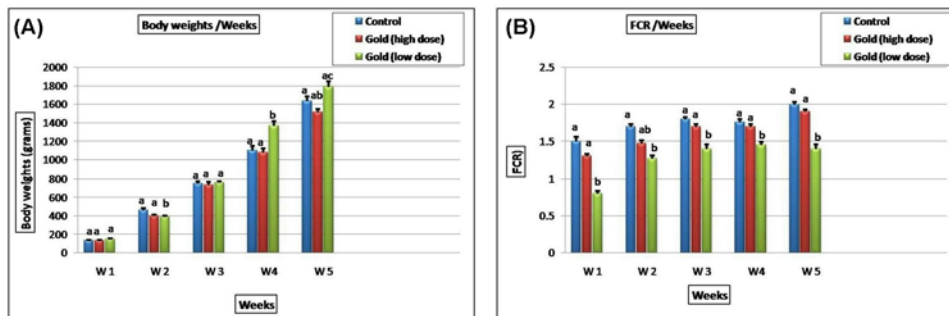 (A)
Body weights /Weeks
Control
Gold (high dose)
Gold (low dose)
Body weights (grams)
2000
1800
1600
1400
1200
1000
800
600
400
200
0
a a a
a a b
a a a
a a b
a ab ac
W 1 W 2 W 3 W4 W 5
Weeks
(B)
FCR /Weeks
Control
Gold (high dose)
Gold (low dose)
FCR)
2.5
2
1.5
1
0.5
0
a a b
a ab b
a a b
a a b
a a b
W 1 W 2 W 3 W4 W 5
Weeks